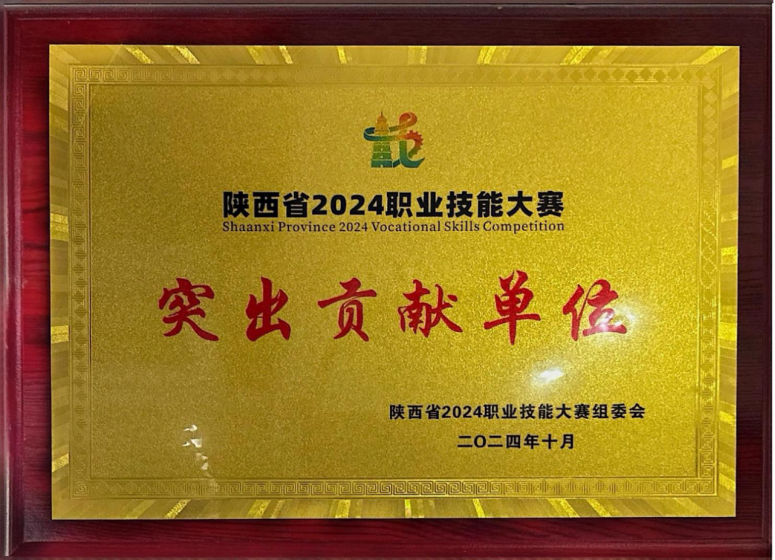 陕西省2024职业技能大赛
Shaanxi Province 2024 Vocational Skills Competition
突出贡献单位
陕西省2024职业技能大赛组委会
二〇二四年十月